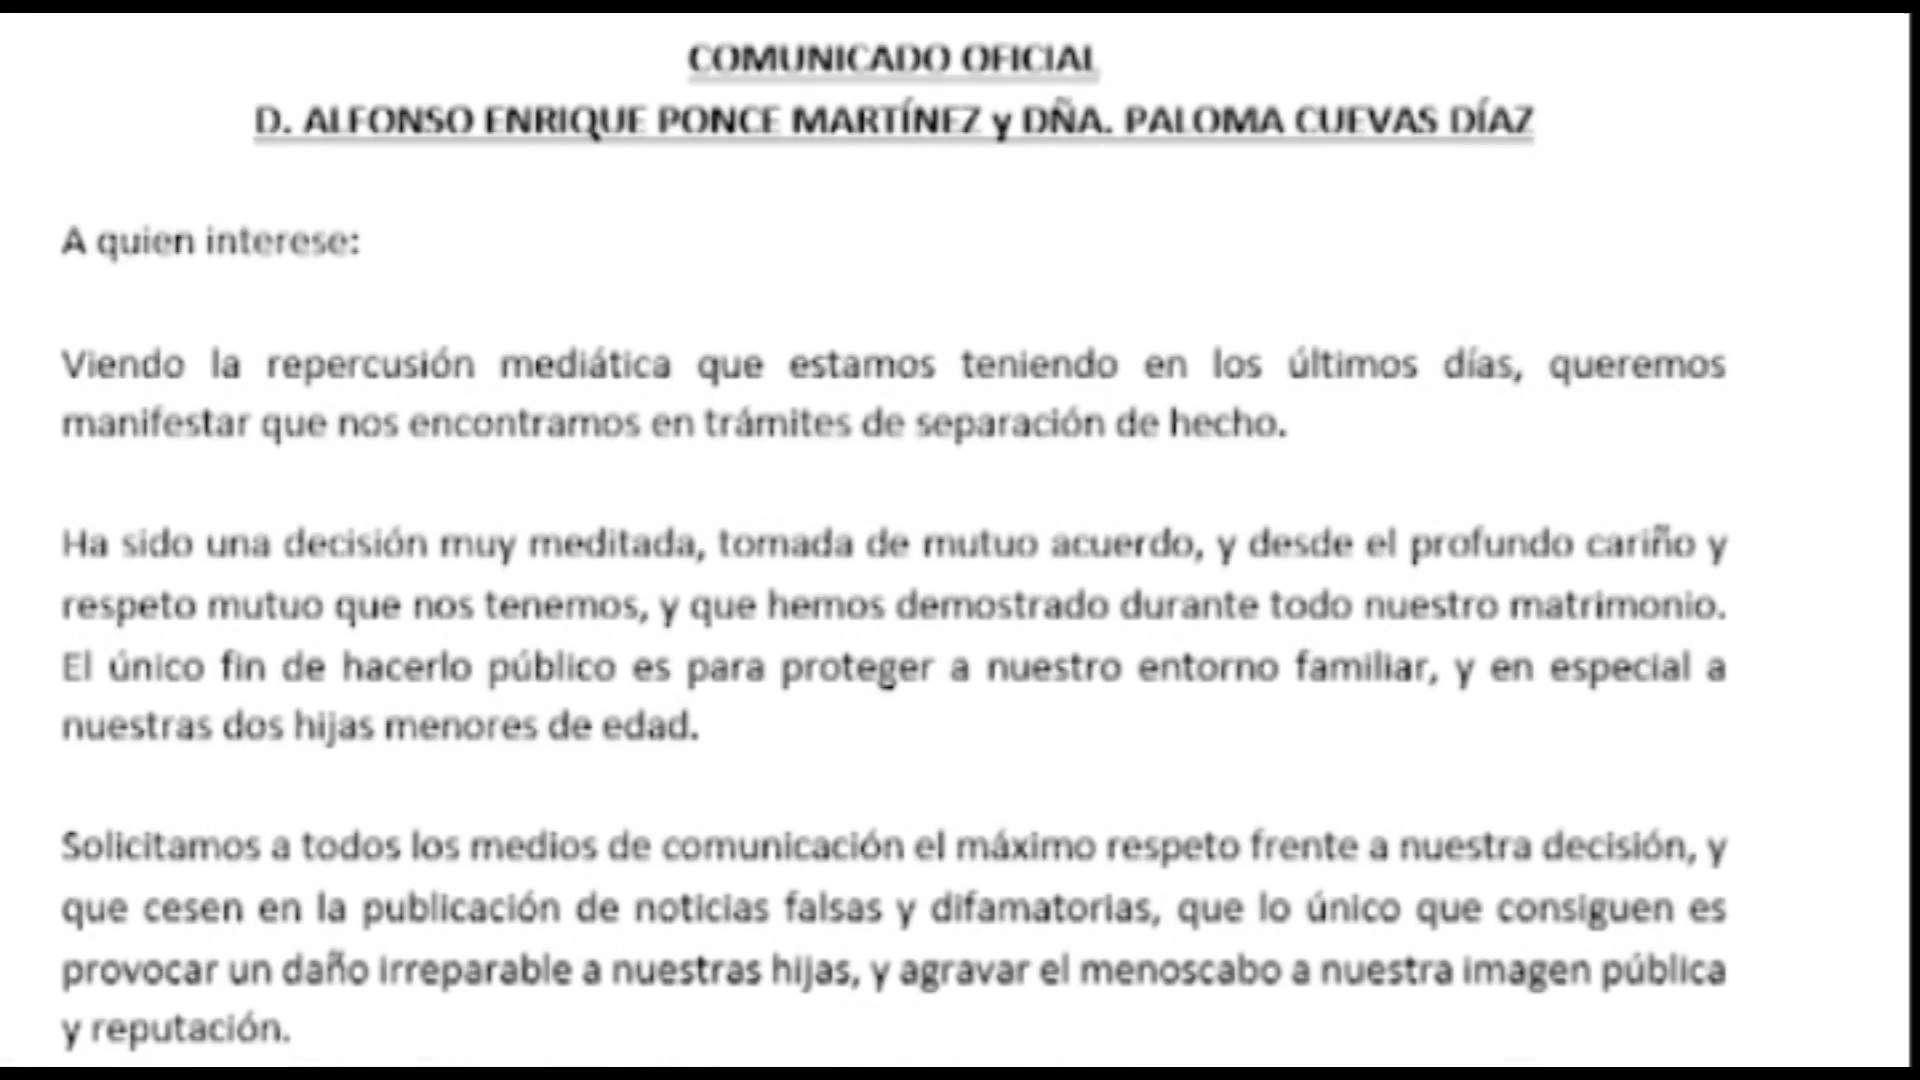 COMUNICADO OFICIAL
D. ALFONSO ENRIQUE PONCE MARTÍNEZ y DÑA. PALOMA CUEVAS DÍAZ
A quien interese:
Viendo la repercusión mediática que estamos teniendo en los últimos días, queremos
manifestar que nos encontramos en trámites de separación de hecho.
Ha sido una decisión muy meditada, tomada de mutuo acuerdo, y desde el profundo cariño y
respeto mutuo que nos tenemos, y que hemos demostrado durante todo nuestro matrimonio.
El único fin de hacerlo público es para proteger a nuestro entorno familiar, y en especial a
nuestras dos hijas menores de edad.
Solicitamos a todos los medios de comunicación el máximo respeto frente a nuestra decisión, y
que cesen en la publicación de noticias falsas y difamatorias, que lo único que consiguen es
provocar un daño irreparable a nuestras hijas, y agravar el menoscabo a nuestra imagen pública
y reputación.